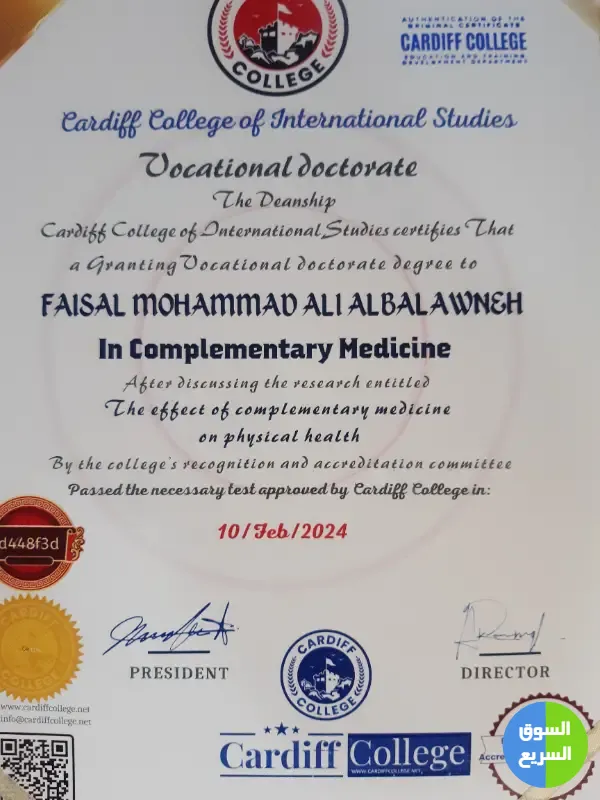 COLLEGE
AUTHENTICATION OF THE
ORIGINAL CERTIFICATE
CARDIFF COLLEGE
EDUCATION AND TRAINING
DEVELOPMENT DEPARTMENT
Cardiff College of International Studies
Vocational doctorate
The Deanship
Cardiff College of International Studies certifies That
a Granting Vocational doctorate degree to
FAISAL MOHAMMAD ALI ALBALAWNEH
In Complementary Medicine
After discussing the research entitled
The effect of complementary medicine
on physical health
By the college's recognition and accreditation committee
Passed the necessary test approved by Cardiff College in:
10/Feb/2024
d448f3d
CARDIFF
COLLEGE
PRESIDENT
CARDIFF
COLLEGE
DIRECTOR
www.cardiffcollege.net
info@cardiffcollege.net
Cardiff College
WWW.CARDIFFCOLLEGE.NET
Accre
السوق
السريع